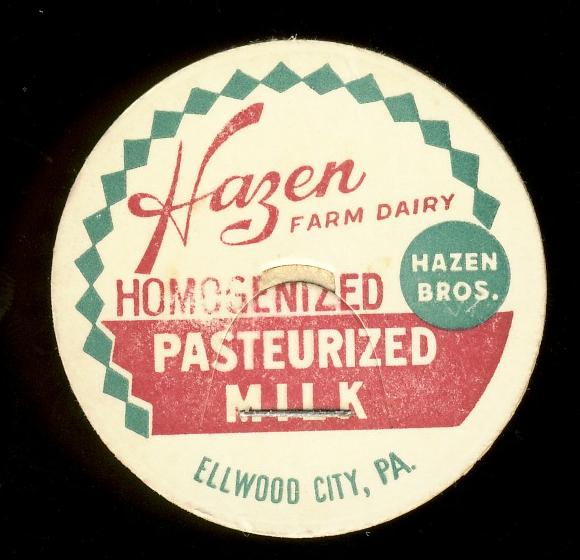 Hazen
FARM DAIRY
HAZEN
BROS.
HOMOGENIZED
PASTEURIZED
MILK
ELLWOOD CITY, PA.